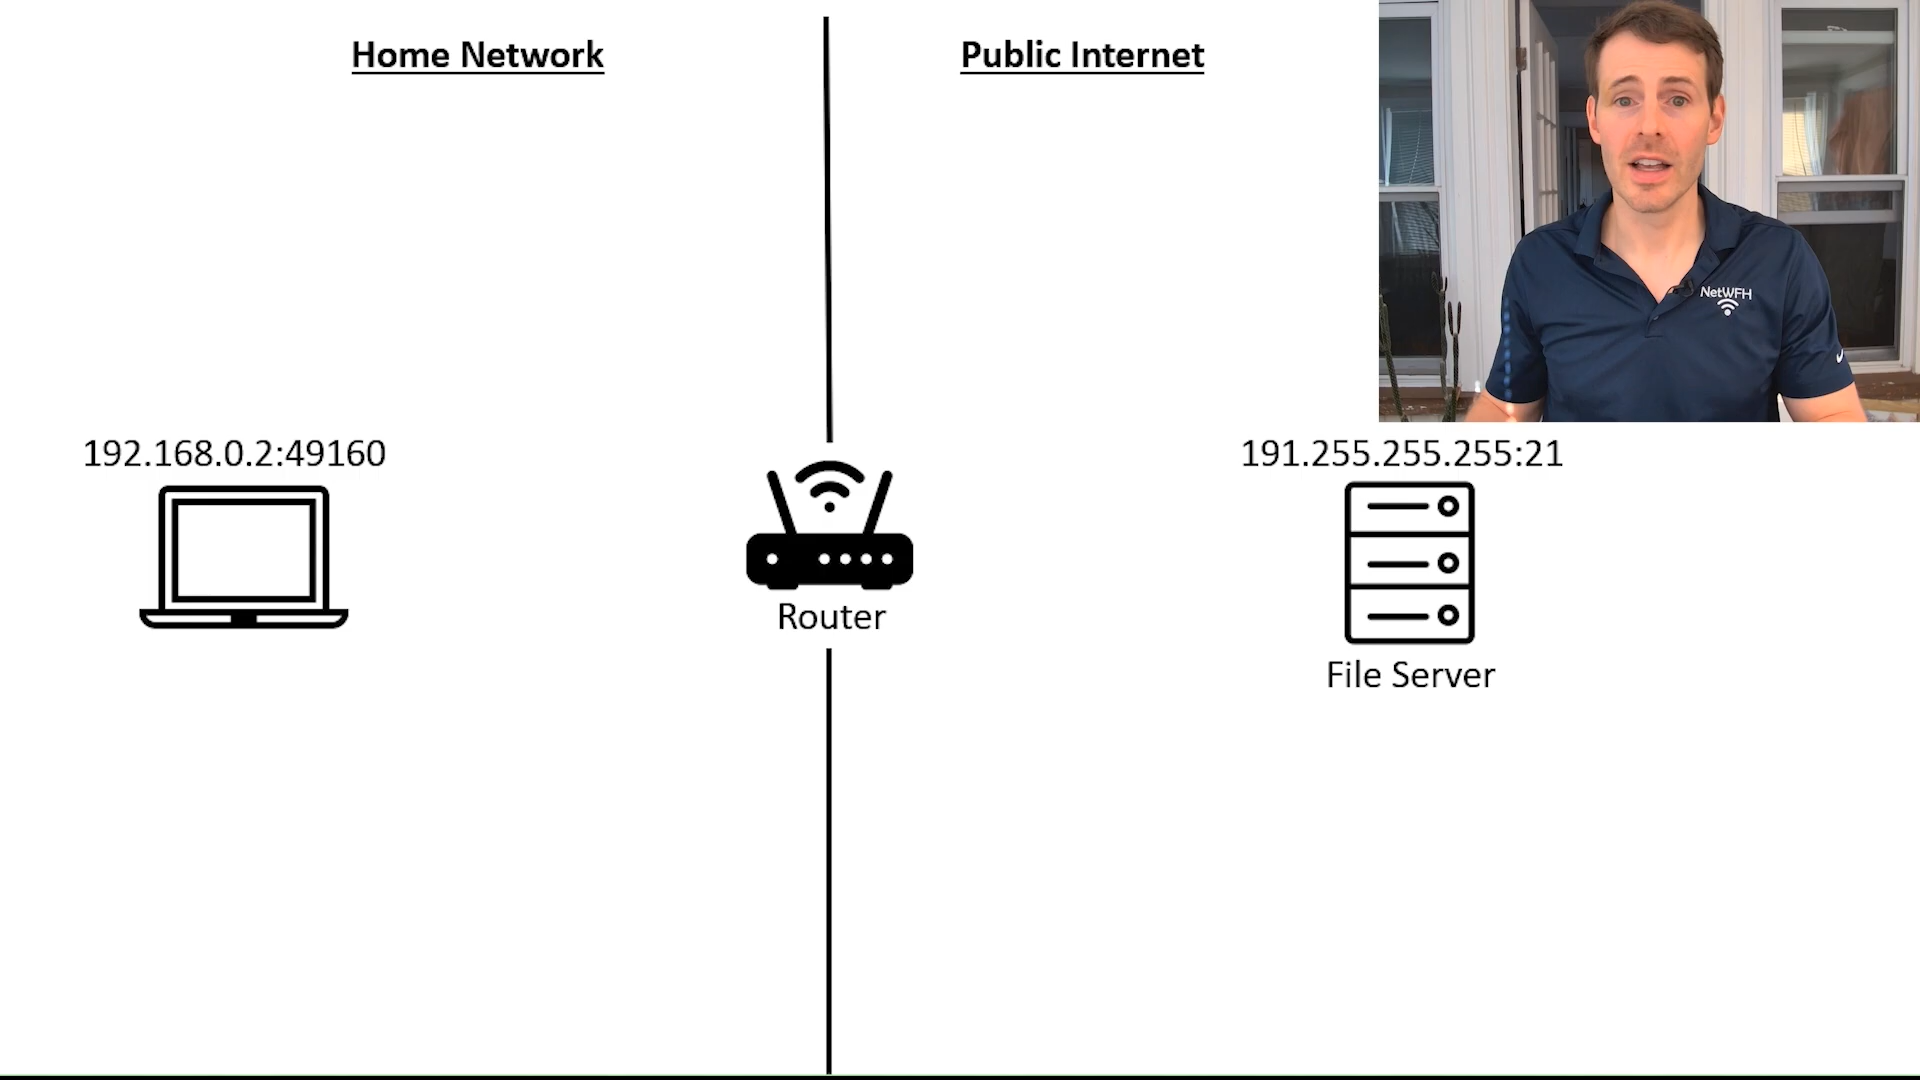 Home Network
Public Internet
NetWFH
192.168.0.2:49160
191.255.255.255:21
Router
File Server